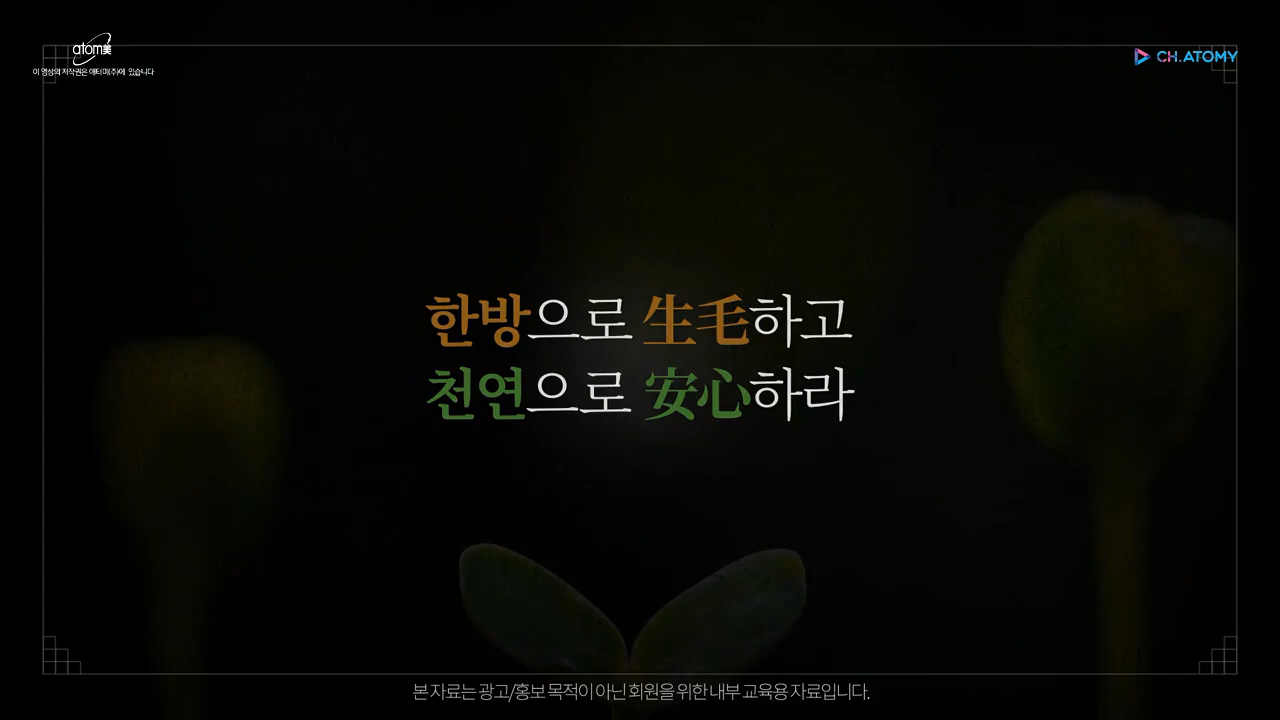 atom美
이 영상의 저작권은 애터미(주)에 있습니다
CH.ATOMY
한방으로 生毛하고
천연으로 安心하라
본 자료는 광고/홍보 목적이 아닌 회원을 위한 내부 교육용 자료입니다.